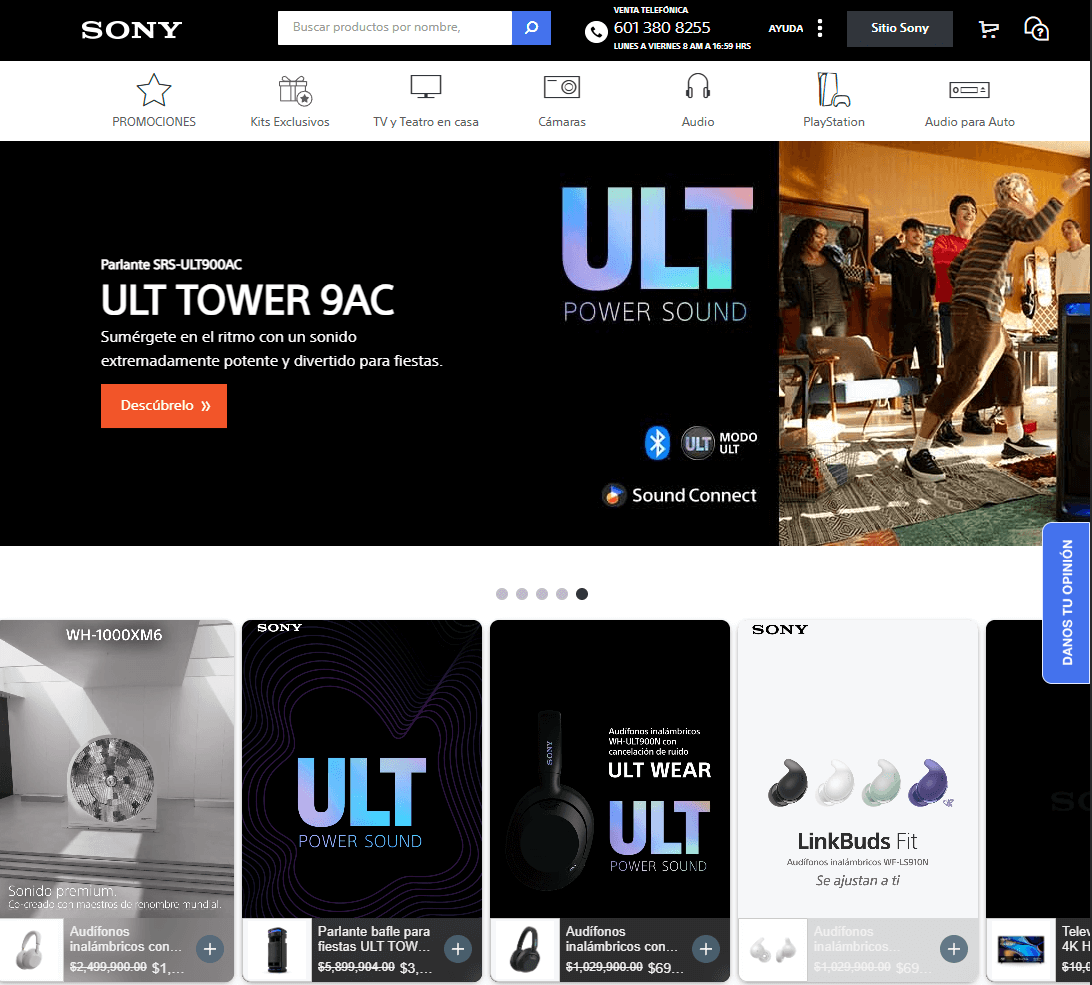 SONY
Buscar productos por nombre,
VENTA TELEFÓNICA
601 380 8255
LUNES A VIERNES 8 AM A 16:59 HRS
AYUDA
Sitio Sony
PROMOCIONES
Kits Exclusivos
TV y Teatro en casa
Cámaras
Audio
PlayStation
Audio para Auto
Parlante SRS-ULT900AC
ULT TOWER 9AC
Sumérgete en el ritmo con un sonido
extremadamente potente y divertido para fiestas.
Descúbrelo »
ULT
POWER SOUND
ULT
MODO
ULT
Sound Connect
DANOS TU OPINIÓN
WH-1000XM6
Sonido premium.
Co-creado con maestros de renombre mundial.
Audífonos
inalámbricos con...
$2,499,900.00 $1,...
SONY
ULT
POWER SOUND
Parlante bafle para
fiestas ULT TOW...
$5,899,904.00 $3,...
SONY
Audífonos inalámbricos
WH-ULT900N con
cancelación de ruido
ULT WEAR
ULT
POWER SOUND
Audífonos
inalámbricos con...
$1,029,900.00 $69...
SONY
LinkBuds Fit
Audífonos inalámbricos WF-LS910N
Se ajustan a ti
Audífonos
inalámbricos...
$1,029,900.00 $69...
Telev
4K H
$10,0